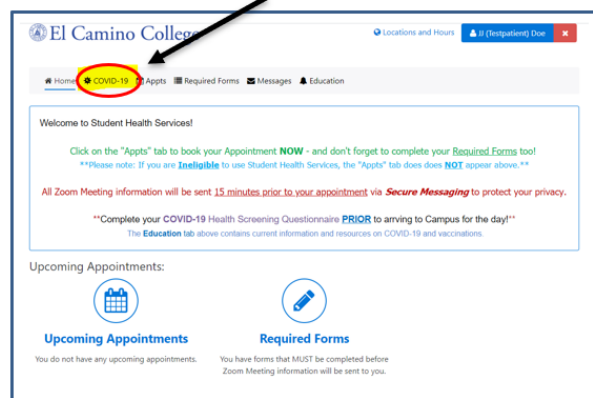 El Camino College
Locations and Hours
JJ (Testpatient) Doe
Home COVID-19 Appts Required Forms Messages Education
Welcome to Student Health Services!
Click on the "Appts" tab to book your Appointment NOW - and don't forget to complete your Required Forms too!
**Please note: If you are Ineligible to use Student Health Services, the "Appts" tab does does NOT appear above.**
All Zoom Meeting information will be sent 15 minutes prior to your appointment via Secure Messaging to protect your privacy.
**Complete your COVID-19 Health Screening Questionnaire PRIOR to arriving to Campus for the day!**
The Education tab above contains current information and resources on COVID-19 and vaccinations.
Upcoming Appointments:
Upcoming Appointments
You do not have any upcoming appointments.
Required Forms
You have forms that MUST be completed before
Zoom Meeting information will be sent to you.